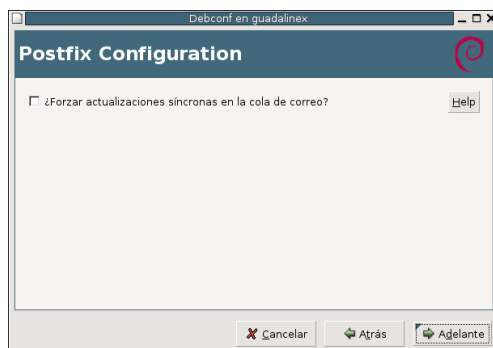 Debconf en guadalinex
Postfix Configuration
¿Forzar actualizaciones síncronas en la cola de correo?
Help
Cancelar
Atrás
Adelante